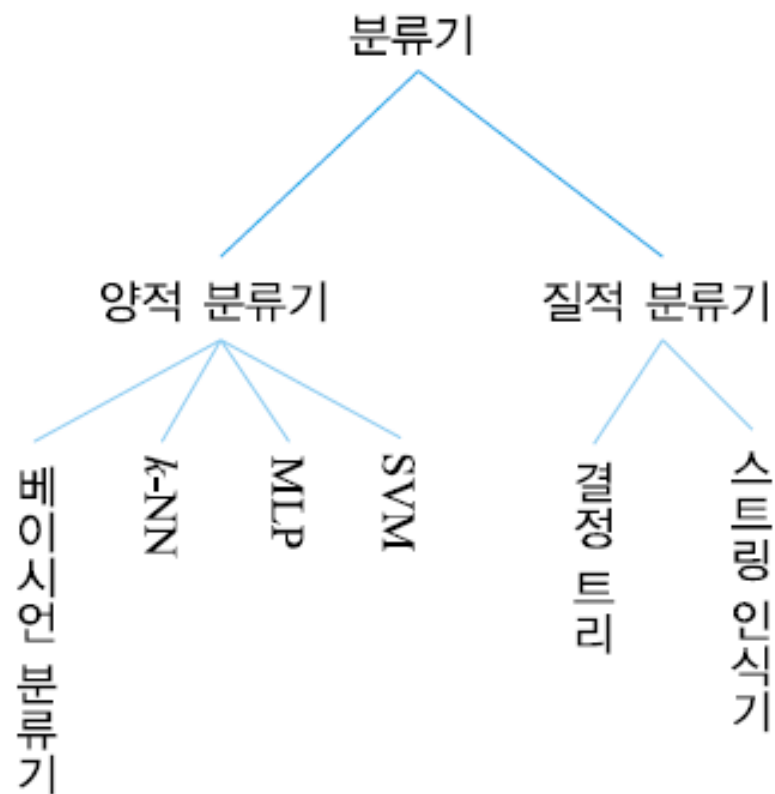 분류기
양적 분류기
질적 분류기
베이시언 분류기
k-NN
MLP
SVM
결정 트리
스트링 인식기